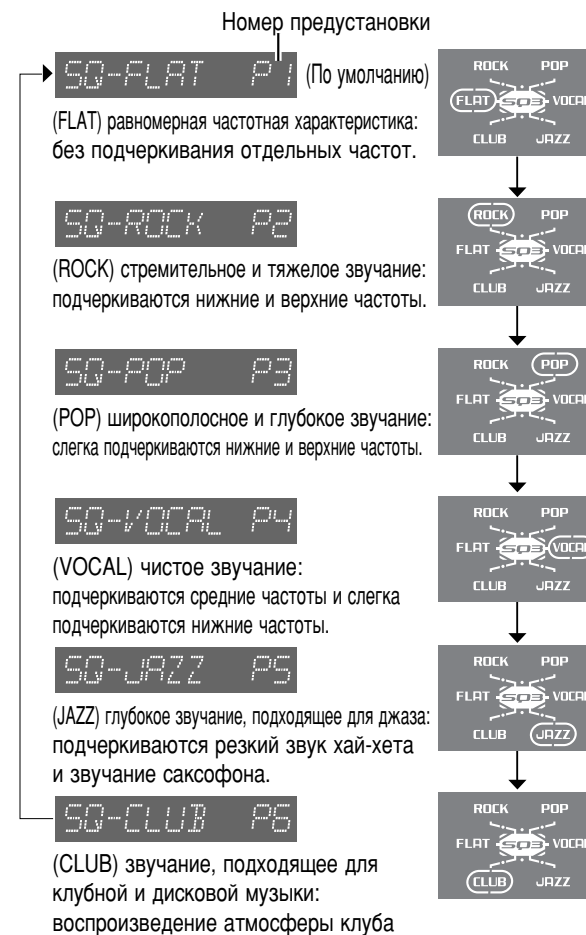 Номер предустановки
SQ-FLAT P1 (По умолчанию)
(FLAT) равномерная частотная характеристика:
без подчеркивания отдельных частот.
ROCK POP
FLAT SQ3 VOCAL
CLUB JAZZ
SQ-ROCK P2
(ROCK) стремительное и тяжелое звучание:
подчеркиваются нижние и верхние частоты.
ROCK POP
FLAT SQ3 VOCAL
CLUB JAZZ
SQ-POP P3
(POP) широкополосное и глубокое звучание:
слегка подчеркиваются нижние и верхние частоты.
ROCK POP
FLAT SQ3 VOCAL
CLUB JAZZ
SQ-VOCAL P4
(VOCAL) чистое звучание:
подчеркиваются средние частоты и слегка
подчеркиваются нижние частоты.
ROCK POP
FLAT SQ3 VOCAL
CLUB JAZZ
SQ-JAZZ P5
(JAZZ) глубокое звучание, подходящее для джаза:
подчеркиваются резкий звук хай-хета
и звучание саксофона.
ROCK POP
FLAT SQ3 VOCAL
CLUB JAZZ
SQ-CLUB P6
(CLUB) звучание, подходящее для
клубной и дисковой музыки:
воспроизведение атмосферы клуба
ROCK POP
FLAT SQ3 VOCAL
CLUB JAZZ